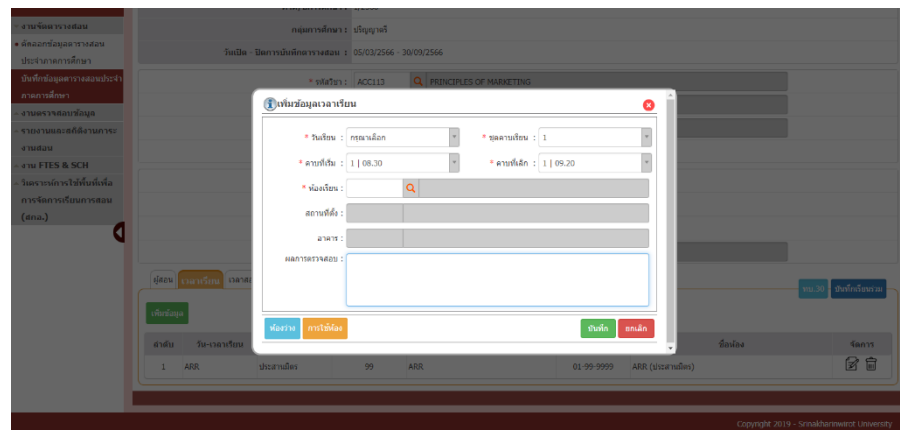 งานจัดตารางสอน
คัดลอกข้อมูลตารางสอน
ประจำภาคการศึกษา
บันทึกข้อมูลตารางสอนประจำ
ภาคการศึกษา
งานตรวจสอบข้อมูล
รายงานและสถิติงานภาระ
งานสอน
งาน FTES & SCH
วิเคราะห์การใช้พื้นที่เพื่อ
การจัดการเรียนการสอน
(สกอ.)
กลุ่มการศึกษา : ปริญญาตรี
วันเปิด - ปิดการบันทึกตารางสอน : 05/03/2566 - 30/09/2566
* รหัสวิชา : ACC113 PRINCIPLES OF MARKETING
เพิ่มข้อมูลเวลาเรียน
* วันเรียน : กรุณาเลือก * ชุดคาบเรียน : 1
* คาบที่เริ่ม : 1 | 08.30 * คาบที่เลิก : 1 | 09.20
* ห้องเรียน :
สถานที่ตั้ง :
อาคาร :
ผลการตรวจสอบ :
ห้องว่าง การใช้ห้อง บันทึก ยกเลิก
ผู้สอน เวลาเรียน
พบ.30 บันทึกเรียนรวม
เพิ่มข้อมูล
ลำดับ วัน-เวลาเรียน ชื่อห้อง จัดการ
1 ARR ประสานมิตร 99 ARR 01-99-9999 ARR (ประสานมิตร)
Copyright 2019 - Srinakharinwirot University